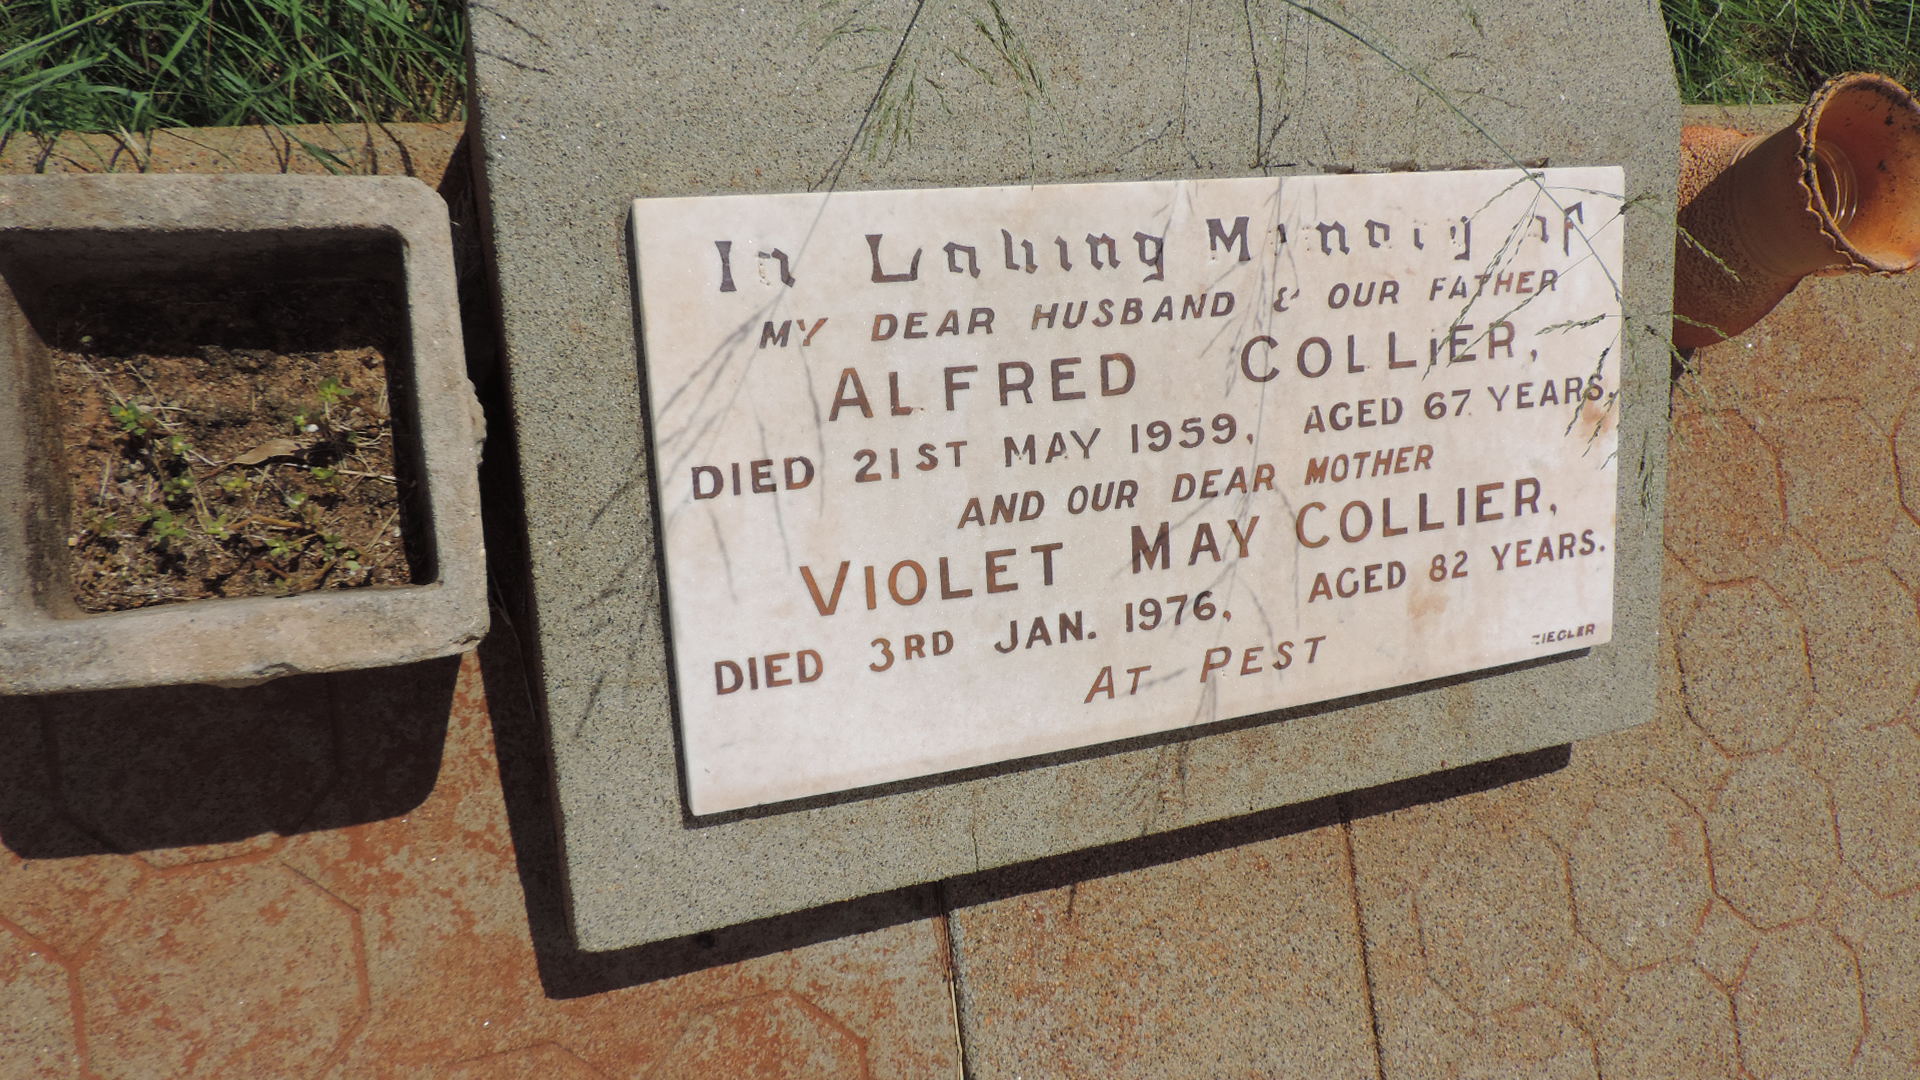 In Loving Memory of
MY DEAR HUSBAND & OUR FATHER
ALFRED COLLIER,
DIED 21ST MAY 1959, AGED 67 YEARS.
AND OUR DEAR MOTHER
VIOLET MAY COLLIER,
DIED 3RD JAN. 1976, AGED 82 YEARS.
AT PEST
ZIEGLER